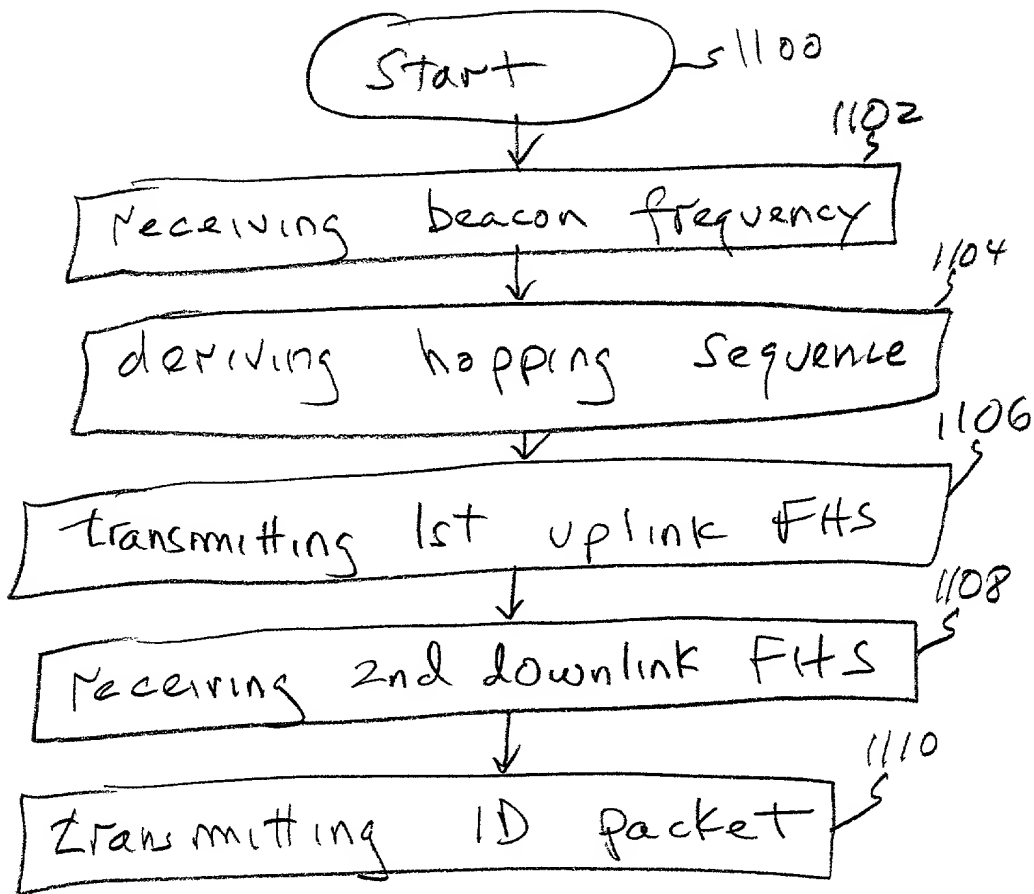 Start 1100
1102
receiving beacon frequency
1104
deriving hopping sequence
1106
transmitting 1st uplink FHS
1108
receiving 2nd downlink FHS
1110
transmitting ID packet